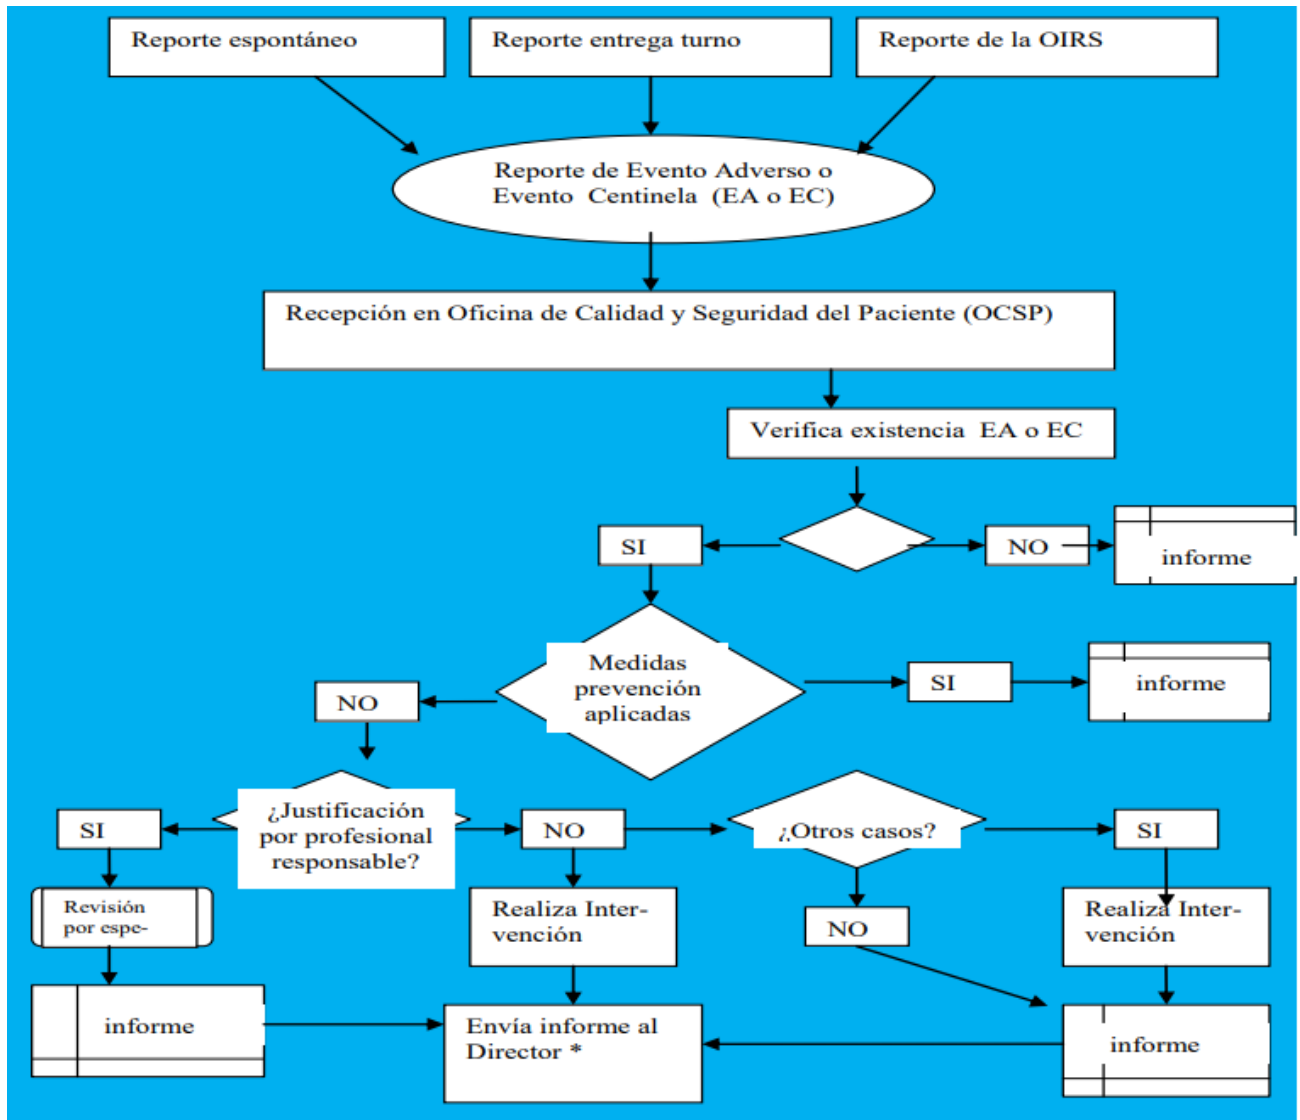 Reporte espontáneo
Reporte entrega turno
Reporte de la OIRS
Reporte de Evento Adverso o
Evento Centinela (EA o EC)
Recepción en Oficina de Calidad y Seguridad del Paciente (OCSP)
Verifica existencia EA o EC
SI
NO
informe
Medidas
prevención
aplicadas
SI
informe
NO
¿Justificación
por profesional
responsable?
SI
NO
¿Otros casos?
SI
Revisión
por espe-
Realiza Inter-
vención
NO
Realiza Inter-
vención
informe
Envía informe al
Director *
informe